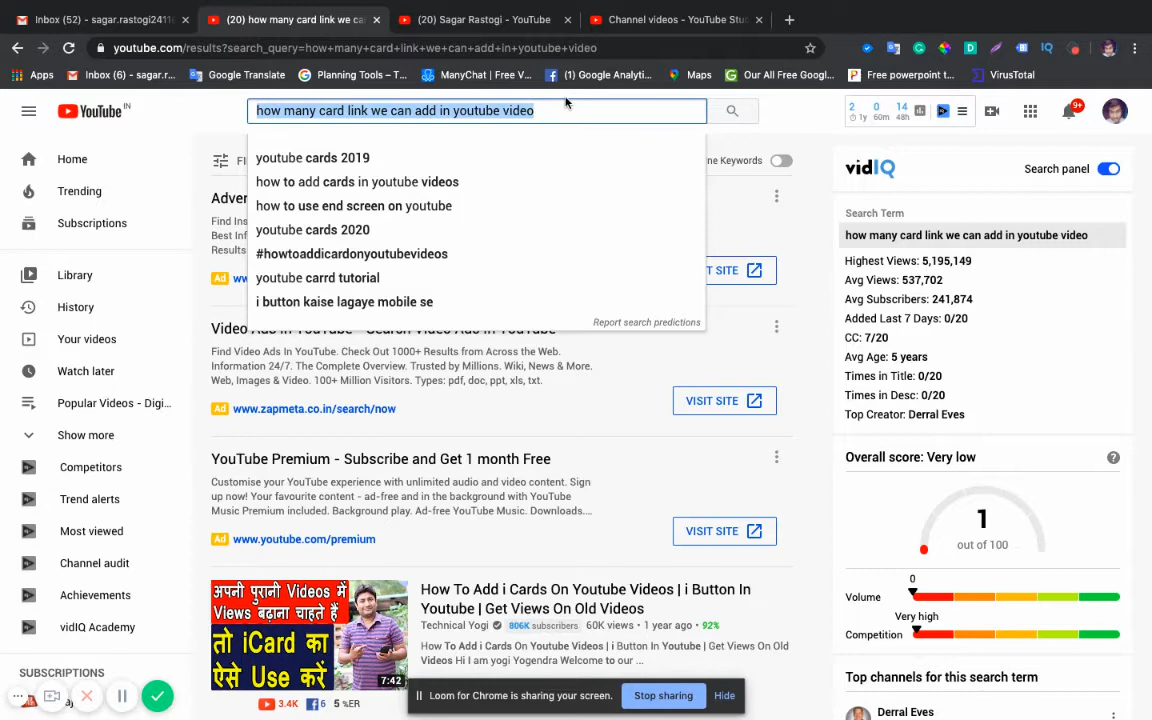 Inbox (5) – sagar.rastogi2411
(20) how many card link we ca
(20) Sagar Rastogi - YouTube
Channel videos - YouTube Stu
youtube.com/results?search_query=how+many+card+link+we+can+add+in+youtube+video
Apps
Inbox (6) - sagar.r...
Google Translate
Planning Tools – T...
ManyChat | Free V...
(1) Google Analyti...
Maps
Our All Free Googl...
Free powerpoint t...
VirusTotal
YouTube IN
how many card link we can add in youtube video
2 0 14
1y 60m 48h
9+
youtube cards 2019
how to add cards in youtube videos
how to use end screen on youtube
youtube cards 2020
#howtoaddicardonyoutubevideos
youtube carrd tutorial
i button kaise lagaye mobile se
Report search predictions
Home
Trending
Subscriptions
Library
History
Your videos
Watch later
Popular Videos - Digi...
Show more
Competitors
Trend alerts
Most viewed
Channel audit
Achievements
vidIQ Academy
SUBSCRIPTIONS
ne Keywords
Adver
Find Ins
Best Inf
Results
Ad
T SITE
Find Video Ads In YouTube. Check Out 1000+ Results from Across the Web.
Information 24/7. The Complete Overview. Trusted by Millions. Wiki, News & More.
Web, Images & Video. 100+ Million Visitors. Types: pdf, doc, ppt, xls, txt.
Ad www.zapmeta.co.in/search/now
VISIT SITE
YouTube Premium - Subscribe and Get 1 month Free
Customise your YouTube experience with unlimited audio and video content. Sign
up now! Your favourite content - ad-free and in the background with YouTube
Music Premium included. Background play. Ad-free YouTube Music. Downloads....
Ad www.youtube.com/premium
VISIT SITE
अपनी पुरानी Videos में
Views बढ़ाना चाहते हैं
तो iCard का
ऐसे Use करें
7:42
How To Add i Cards On Youtube Videos | i Button In
Youtube | Get Views On Old Videos
Technical Yogi 806K subscribers 60K views • 1 year ago • 92%
How to Add i Cards On Youtube Videos | i Button In Youtube | Get Views On Old
Videos Hi I am yogi Yogendra Welcome to our ...
3.4K 6 5 %ER
Loom for Chrome is sharing your screen.
Stop sharing
Hide
vidIQ
Search panel
Search Term
how many card link we can add in youtube video
Highest Views: 5,195,149
Avg Views: 537,702
Avg Subscribers: 241,874
Added Last 7 Days: 0/20
CC: 7/20
Avg Age: 5 years
Times in Title: 0/20
Times in Desc: 0/20
Top Creator: Derral Eves
Overall score: Very low
1
out of 100
0
Volume
Very high
Competition
Top channels for this search term
Derral Eves